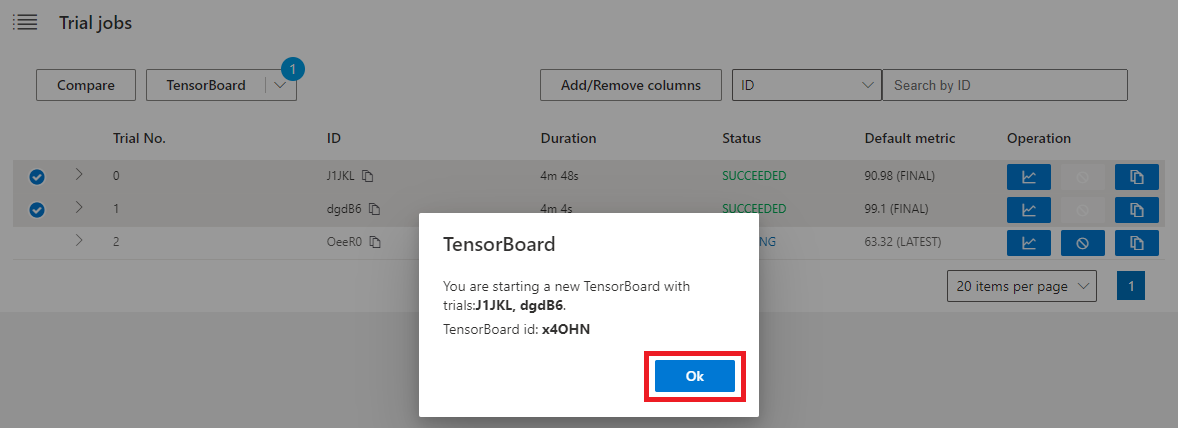 Trial jobs
1
Compare TensorBoard Add/Remove columns ID Search by ID
Trial No. ID Duration Status Default metric Operation
0 J1JKL 4m 48s SUCCEEDED 90.98 (FINAL)
1 dgdB6 4m 4s SUCCEEDED 99.1 (FINAL)
2 OeeR0 NG 63.32 (LATEST)
20 items per page 1
TensorBoard
You are starting a new TensorBoard with
trials:J1JKL, dgdB6.
TensorBoard id: x4OHN
Ok